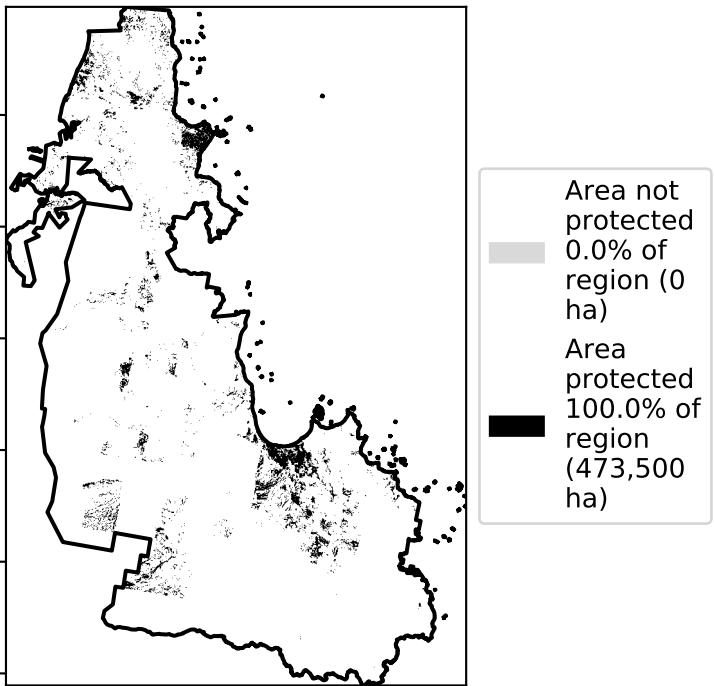 Area not
protected
0.0% of
region (0
ha)
Area
protected
100.0% of
region
(473,500
ha)